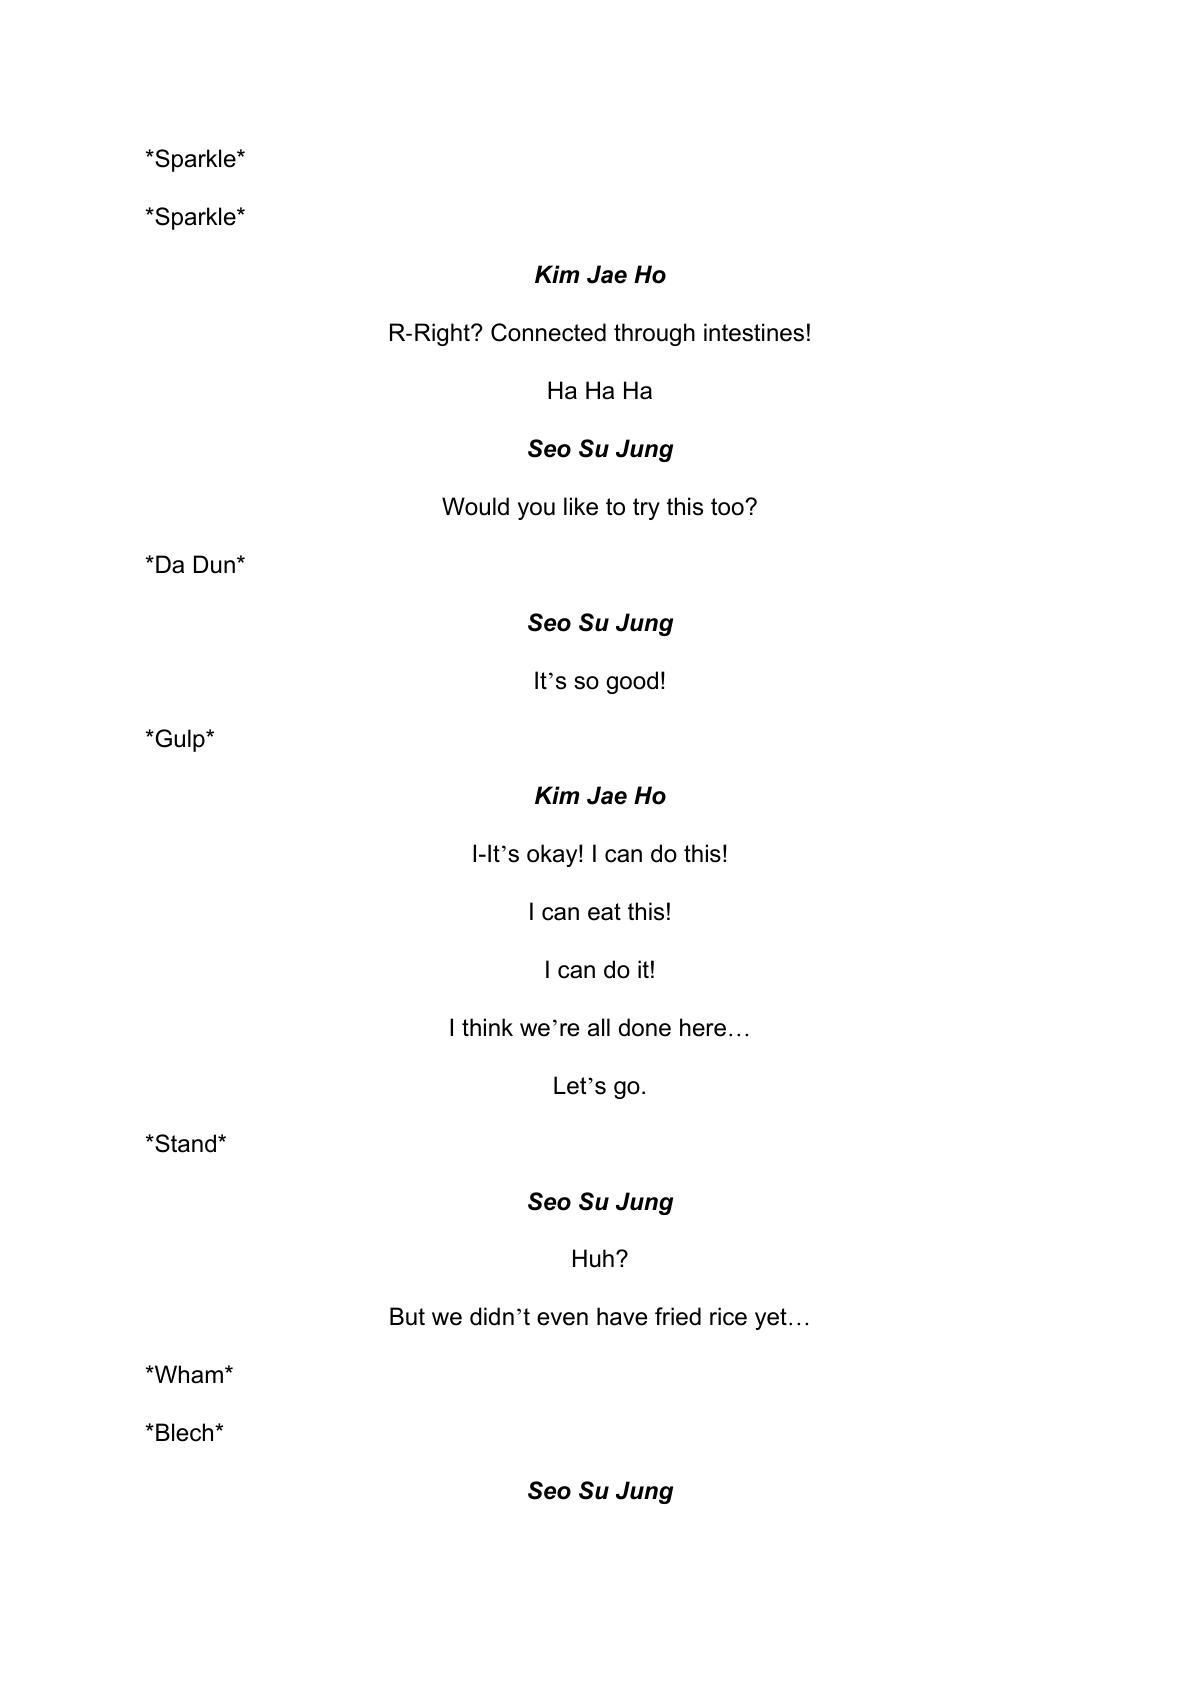 *Sparkle*
*Sparkle*
Kim Jae Ho
R-Right? Connected through intestines!
Ha Ha Ha
Seo Su Jung
Would you like to try this too?
*Da Dun*
Seo Su Jung
It’s so good!
*Gulp*
Kim Jae Ho
I-It’s okay! I can do this!
I can eat this!
I can do it!
I think we’re all done here…
Let’s go.
*Stand*
Seo Su Jung
Huh?
But we didn’t even have fried rice yet…
*Wham*
*Blech*
Seo Su Jung